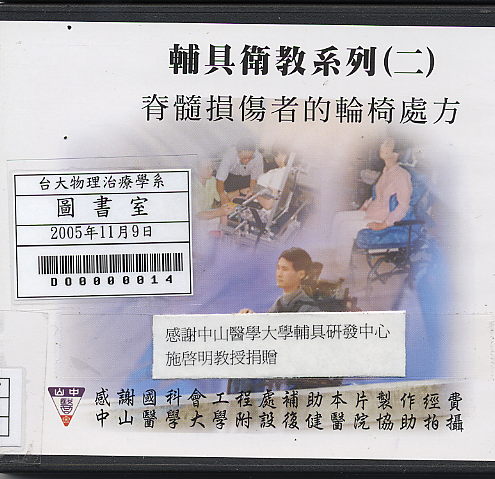 輔具衛教系列(二)
脊髓損傷者的輪椅處方
台大物理治療學系
圖書室
2005年11月9日
D00000014
感謝中山醫學大學輔具研發中心
施啓明教授捐贈
中山
醫
感謝國科會工程處補助本片製作經費
中山醫學大學附設復健醫院協助拍攝